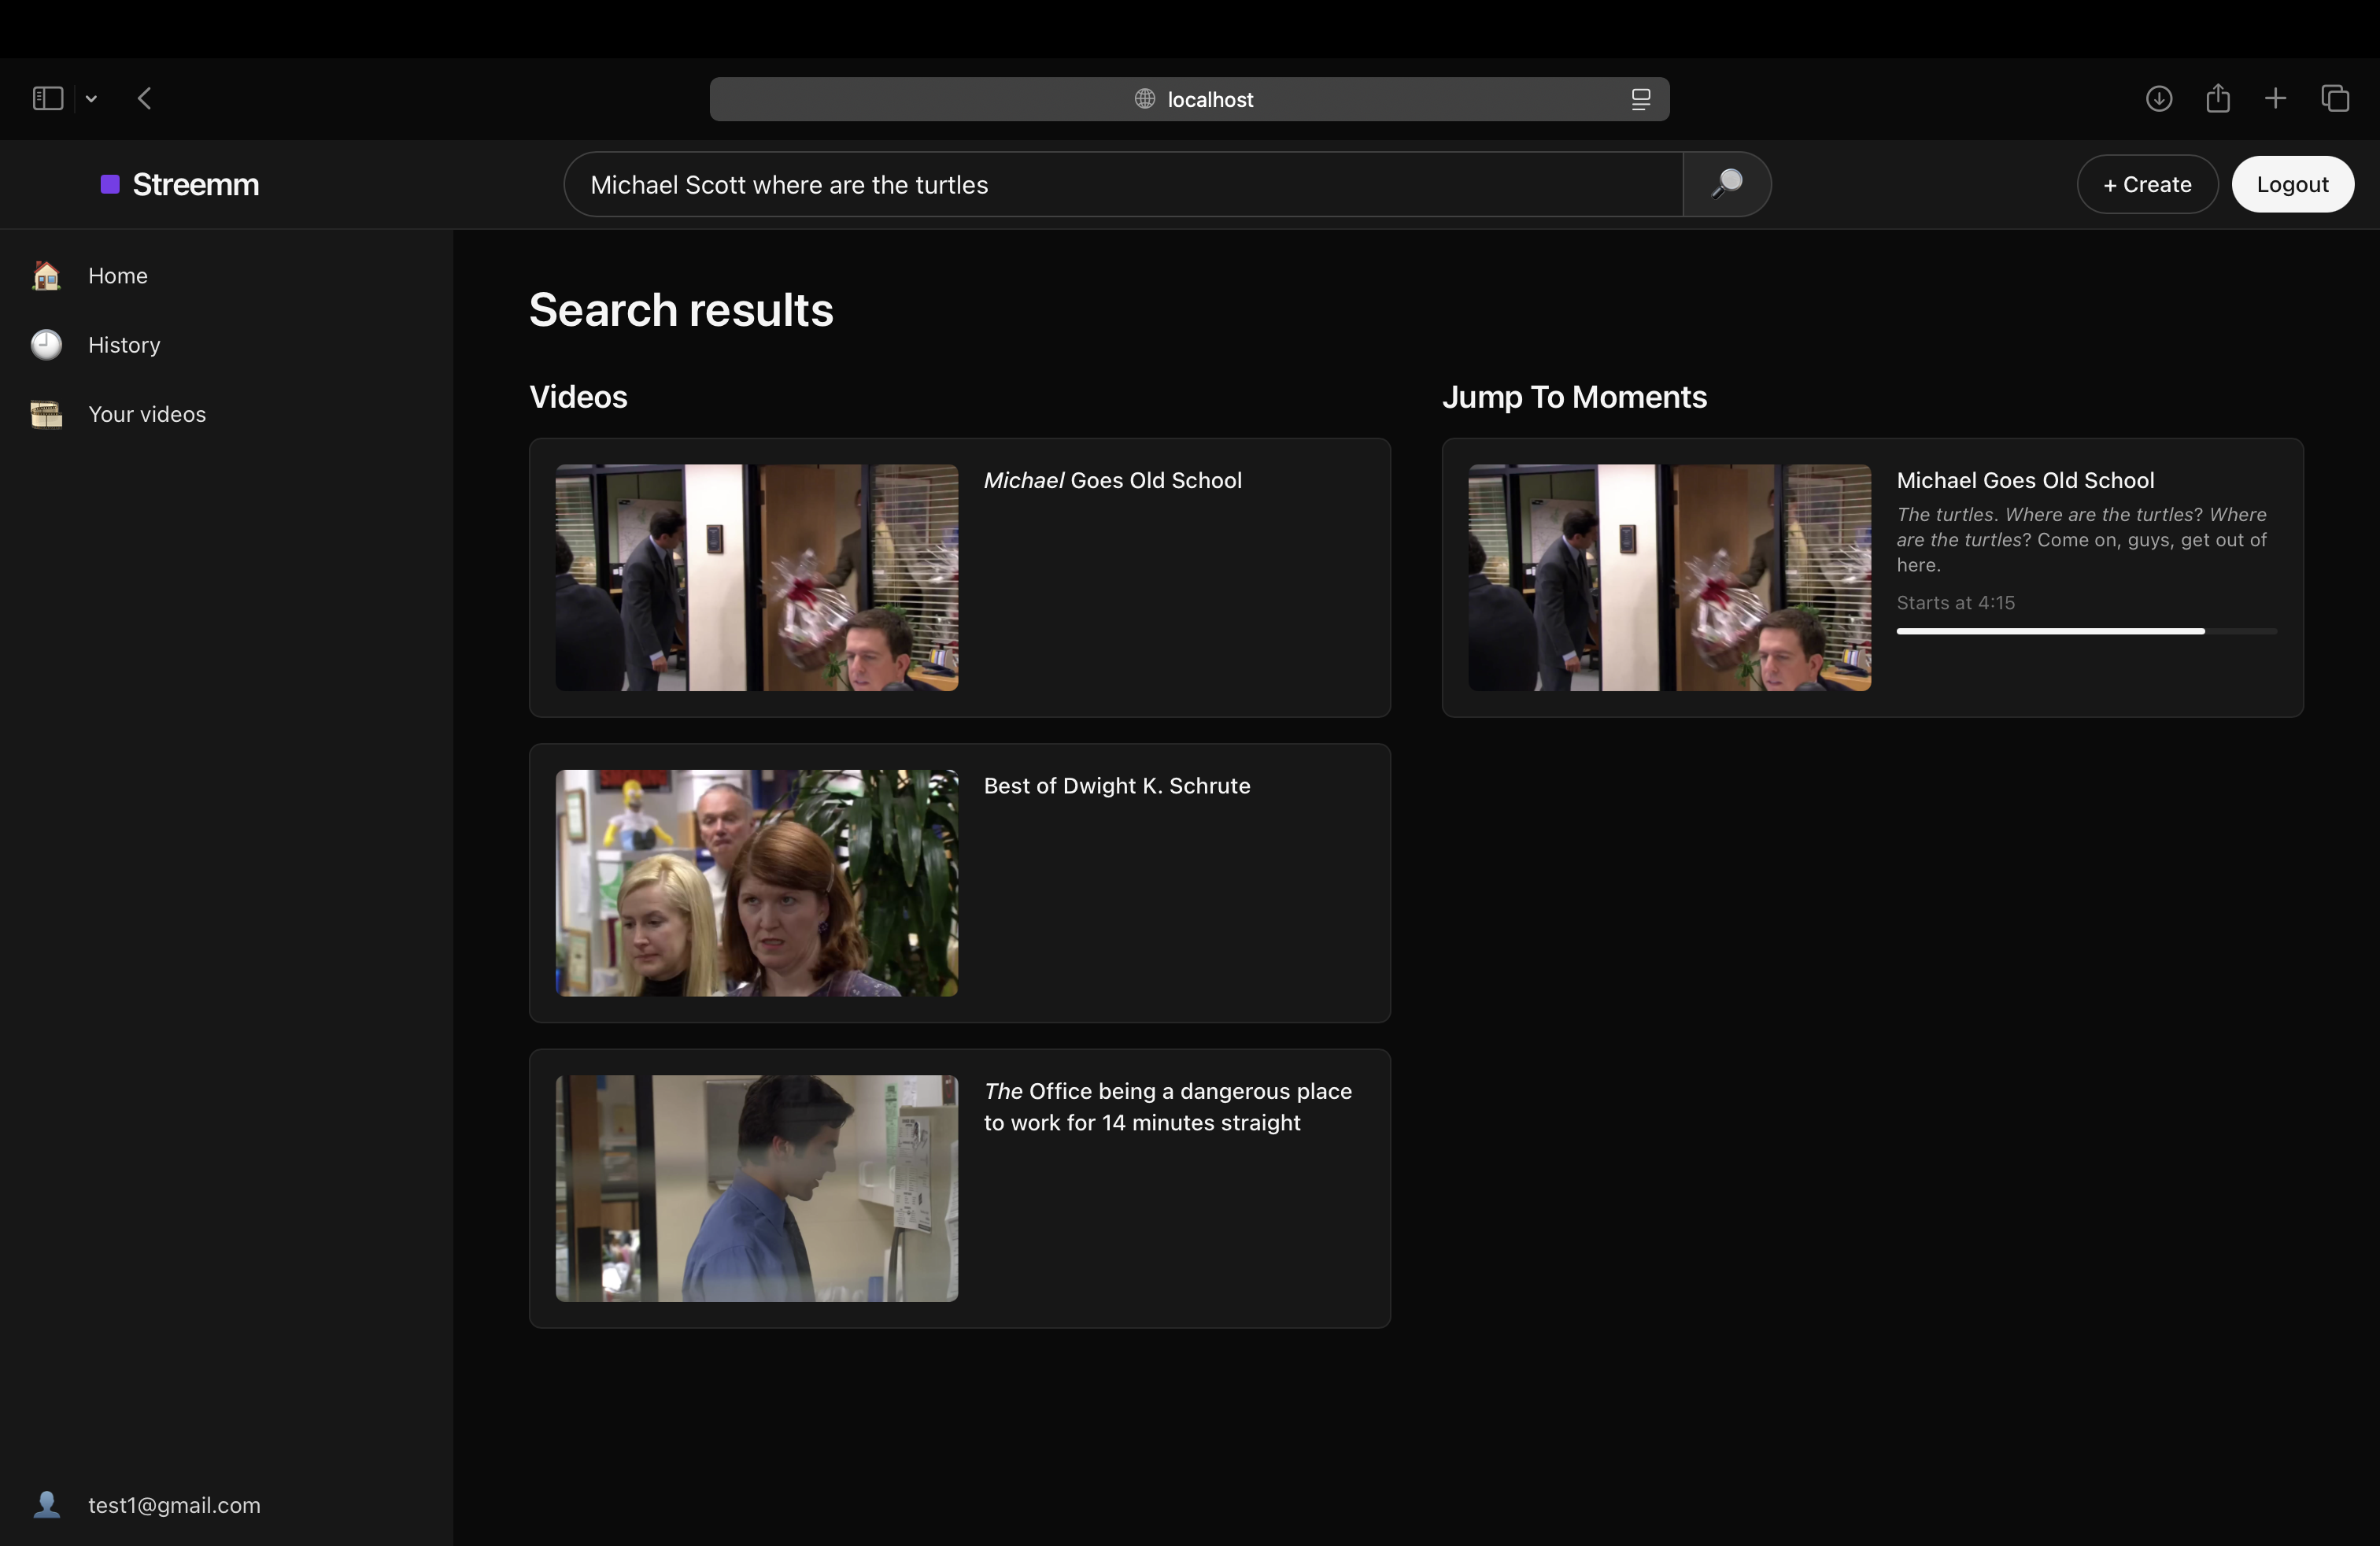 localhost
Streemm
Michael Scott where are the turtles
+ Create
Logout
Home
History
Your videos
Search results
Videos
Jump To Moments
Michael Goes Old School
Michael Goes Old School
The turtles. Where are the turtles? Where
are the turtles? Come on, guys, get out of
here.
Starts at 4:15
SMOKING
Best of Dwight K. Schrute
The Office being a dangerous place
to work for 14 minutes straight
test1@gmail.com